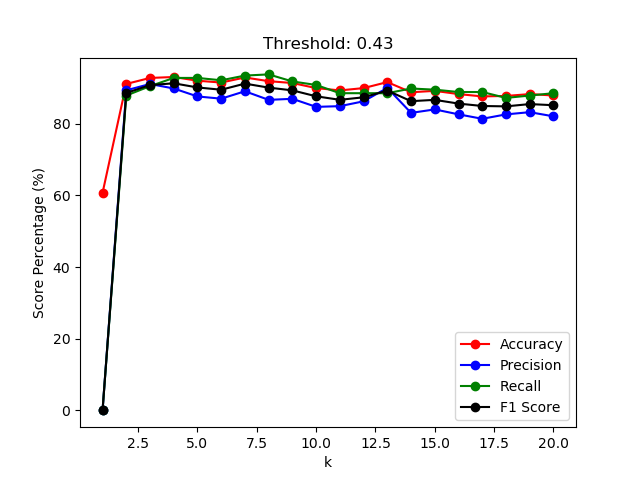 Threshold: 0.43
Score Percentage (%)
80
60
40
20
0
2.5 5.0 7.5 10.0 12.5 15.0 17.5 20.0
k
Accuracy
Precision
Recall
F1 Score